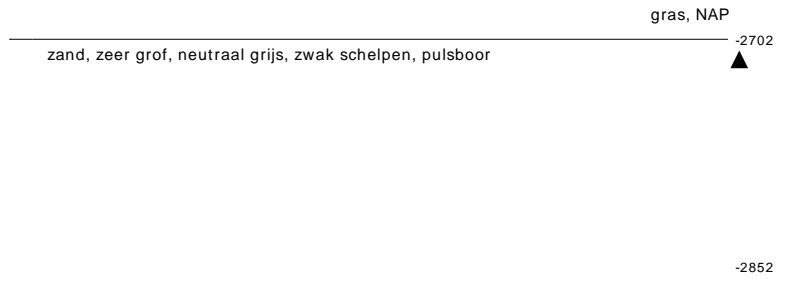 gras, NAP
-2702
zand, zeer grof, neutraal grijs, zwak schelpen, pulsboor
-2852